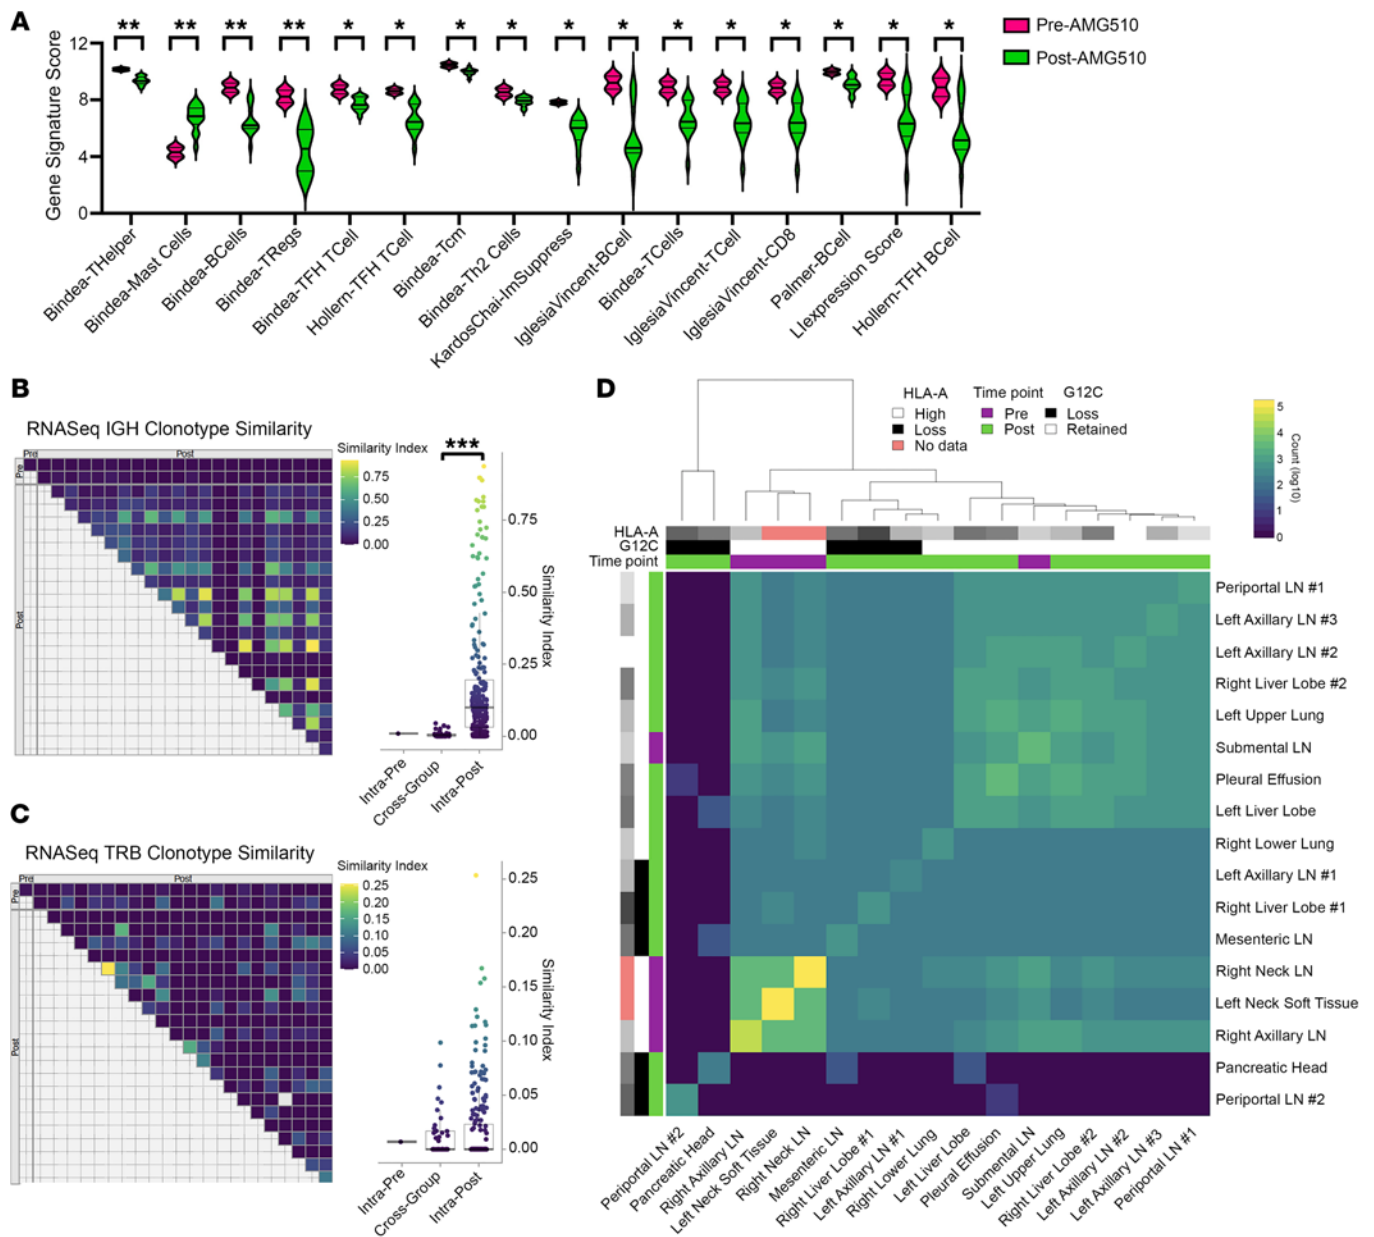 A
Gene Signature Score
12
8
4
0
** ** ** ** * * * * * * * * * * * *
Pre-AMG510
Post-AMG510
Bindea-THelper
Bindea-Mast Cells
Bindea-BCells
Bindea-TRegs
Bindea-TFH TCell
Hollern-TFH TCell
Bindea-Tcm
Bindea-Th2 Cells
KardosChai-ImSuppress
IglesiaVincent-BCell
Bindea-TCells
IglesiaVincent-TCell
IglesiaVincent-CD8
Palmer-BCell
LIexpression Score
Hollern-TFH BCell
B
RNASeq IGH Clonotype Similarity
Pre
Post
Pre
Post
Similarity Index
0.75
0.50
0.25
0.00
***
0.75
0.50
0.25
0.00
Similarity Index
Intra-Pre
Cross-Group
Intra-Post
C
RNASeq TRB Clonotype Similarity
Pre
Post
Pre
Post
Similarity Index
0.25
0.20
0.15
0.10
0.05
0.00
0.25
0.20
0.15
0.10
0.05
0.00
Similarity Index
Intra-Pre
Cross-Group
Intra-Post
D
HLA-A
High
Loss
No data
Time point
Pre
Post
G12C
Loss
Retained
5
4
3
2
1
0
Count (log10)
HLA-A
G12C
Time point
Periportal LN #1
Left Axillary LN #3
Left Axillary LN #2
Right Liver Lobe #2
Left Upper Lung
Submental LN
Pleural Effusion
Left Liver Lobe
Right Lower Lung
Left Axillary LN #1
Right Liver Lobe #1
Mesenteric LN
Right Neck LN
Left Neck Soft Tissue
Right Axillary LN
Pancreatic Head
Periportal LN #2
Periportal LN #2
Pancreatic Head
Right Axillary LN
Left Neck Soft Tissue
Right Neck LN
Mesenteric LN
Right Liver Lobe #1
Left Axillary LN #1
Right Lower Lung
Left Liver Lobe
Pleural Effusion
Submental LN
Left Upper Lung
Right Liver Lobe #2
Left Axillary LN #2
Left Axillary LN #3
Periportal LN #1